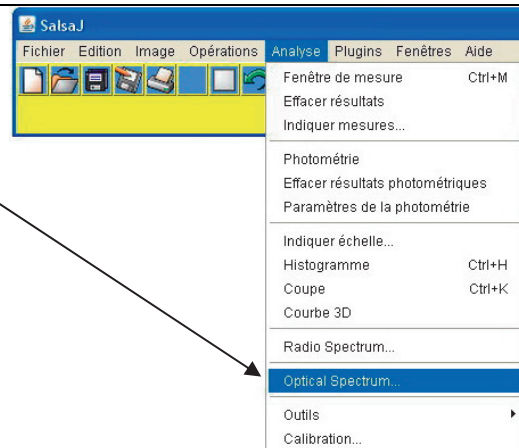 SalsaJ
Fichier Edition Image Opérations Analyse Plugins Fenêtres Aide
Fenêtre de mesure Ctrl+M
Effacer résultats
Indiquer mesures...
Photométrie
Effacer résultats photométriques
Paramètres de la photométrie
Indiquer échelle...
Histogramme Ctrl+H
Coupe Ctrl+K
Courbe 3D
Radio Spectrum...
Optical Spectrum...
Outils
Calibration...